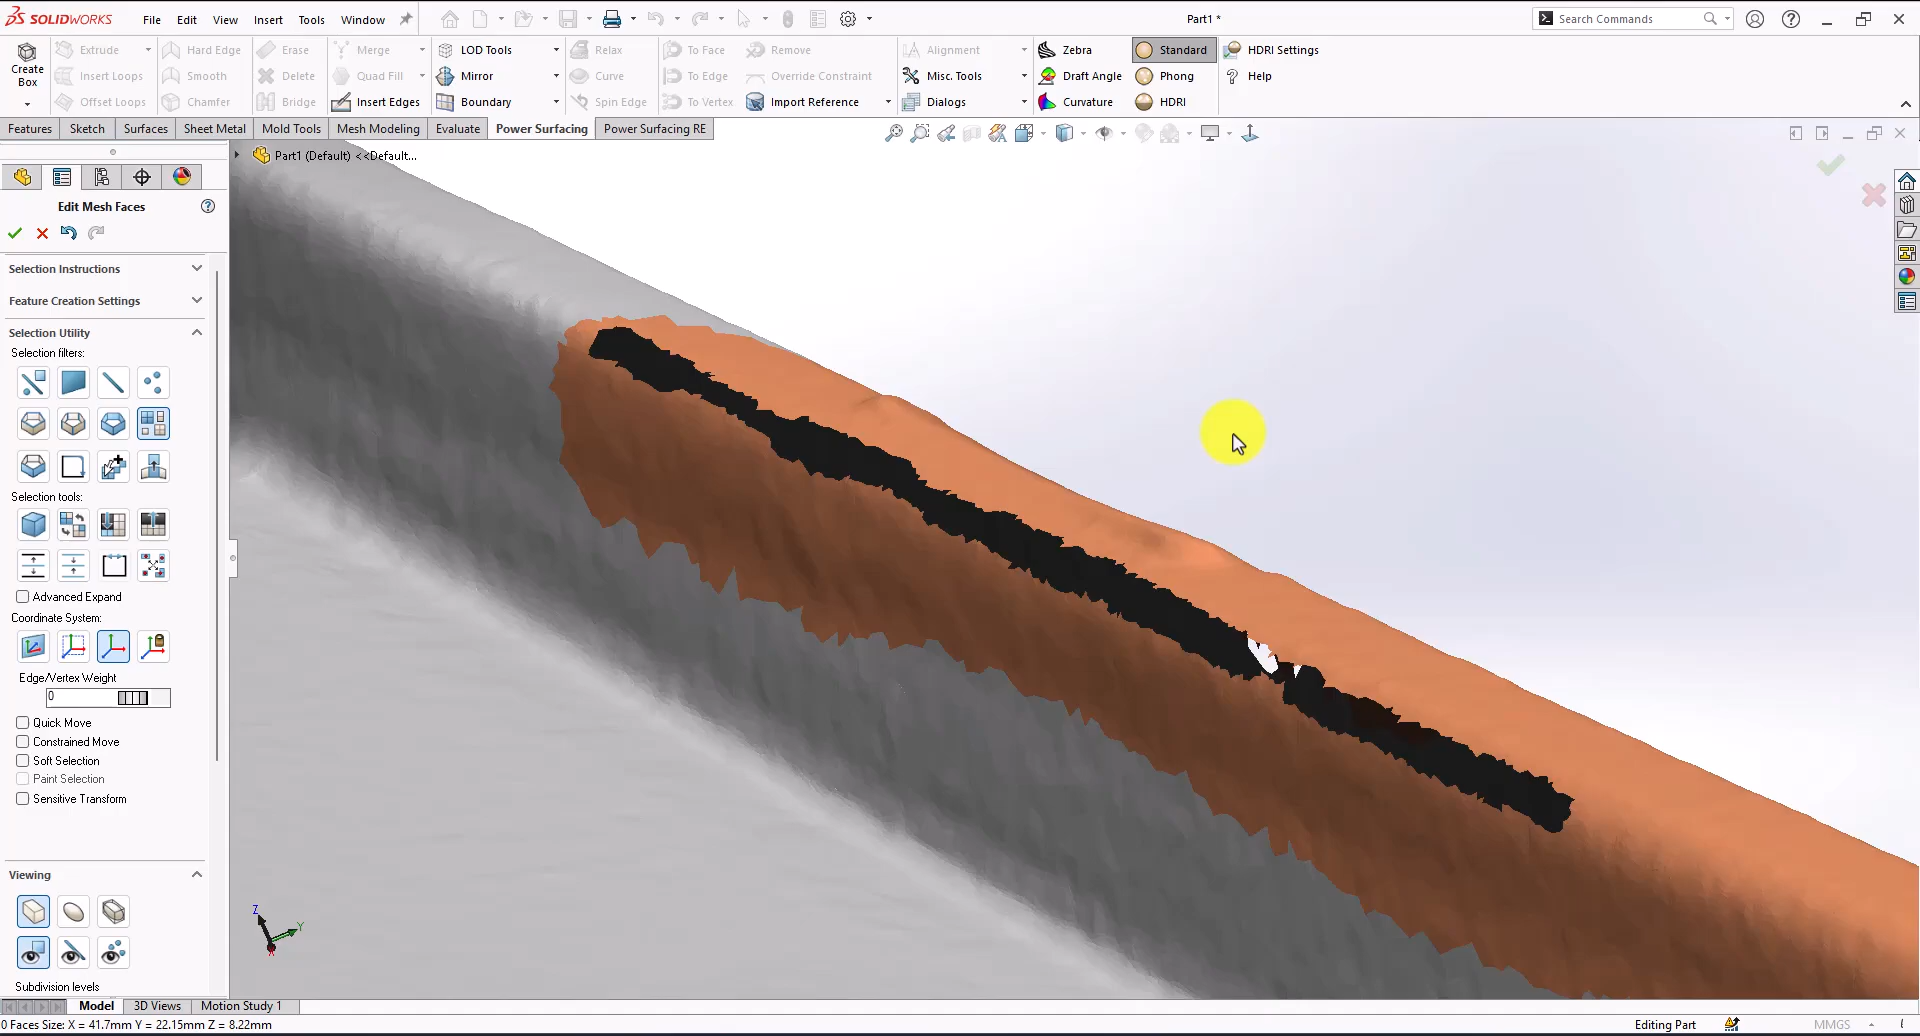 SOLIDWORKS File Edit View Insert Tools Window Part1 * Search Commands
Create Box
Extrude Hard Edge Erase Merge LOD Tools Relax To Face Remove Alignment Zebra Standard HDRI Settings
Insert Loops Smooth Delete Quad Fill Mirror Curve To Edge Override Constraint Misc. Tools Draft Angle Phong Help
Offset Loops Chamfer Bridge Insert Edges Boundary Spin Edge To Vertex Import Reference Dialogs Curvature HDRI
Features Sketch Surfaces Sheet Metal Mold Tools Mesh Modeling Evaluate Power Surfacing Power Surfacing RE
Part1 (Default) <<Default...
Edit Mesh Faces
Selection Instructions
Feature Creation Settings
Selection Utility
Selection filters:
Selection tools:
Advanced Expand
Coordinate System:
Edge/Vertex Weight
0
Quick Move
Constrained Move
Soft Selection
Paint Selection
Sensitive Transform
Viewing
Subdivision levels
Z
Y
X
Model 3D Views Motion Study 1
0 Faces Size: X = 41.7mm Y = 22.15mm Z = 8.22mm Editing Part MMGS